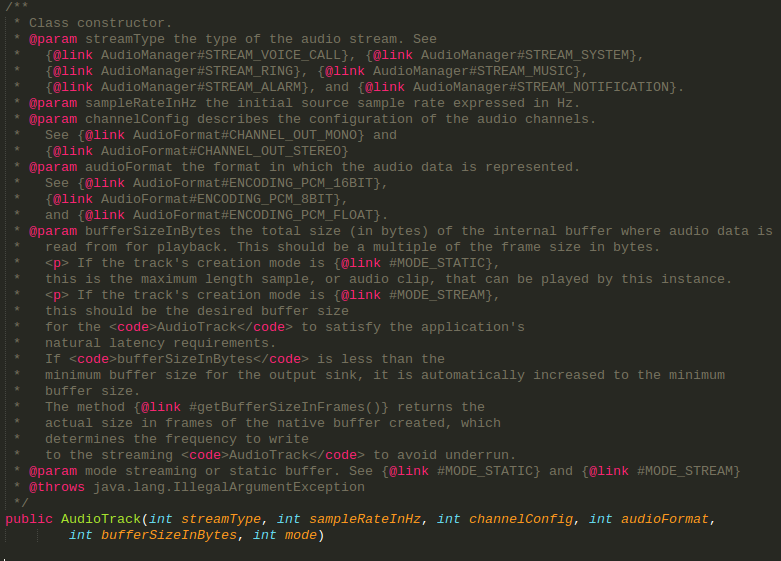 /**
 * Class constructor.
 * @param streamType the type of the audio stream. See
 *   {@link AudioManager#STREAM_VOICE_CALL}, {@link AudioManager#STREAM_SYSTEM},
 *   {@link AudioManager#STREAM_RING}, {@link AudioManager#STREAM_MUSIC},
 *   {@link AudioManager#STREAM_ALARM}, and {@link AudioManager#STREAM_NOTIFICATION}.
 * @param sampleRateInHz the initial source sample rate expressed in Hz.
 * @param channelConfig describes the configuration of the audio channels.
 *   See {@link AudioFormat#CHANNEL_OUT_MONO} and
 *   {@link AudioFormat#CHANNEL_OUT_STEREO}
 * @param audioFormat the format in which the audio data is represented.
 *   See {@link AudioFormat#ENCODING_PCM_16BIT},
 *   {@link AudioFormat#ENCODING_PCM_8BIT},
 *   and {@link AudioFormat#ENCODING_PCM_FLOAT}.
 * @param bufferSizeInBytes the total size (in bytes) of the internal buffer where audio data is
 *   read from for playback. This should be a multiple of the frame size in bytes.
 *   <p> If the track's creation mode is {@link #MODE_STATIC},
 *   this is the maximum length sample, or audio clip, that can be played by this instance.
 *   <p> If the track's creation mode is {@link #MODE_STREAM},
 *   this should be the desired buffer size
 *   for the <code>AudioTrack</code> to satisfy the application's
 *   natural latency requirements.
 *   If <code>bufferSizeInBytes</code> is less than the
 *   minimum buffer size for the output sink, it is automatically increased to the minimum
 *   buffer size.
 *   The method {@link #getBufferSizeInFrames()} returns the
 *   actual size in frames of the native buffer created, which
 *   determines the frequency to write
 *   to the streaming <code>AudioTrack</code> to avoid underrun.
 * @param mode streaming or static buffer. See {@link #MODE_STATIC} and {@link #MODE_STREAM}
 * @throws java.lang.IllegalArgumentException
 */
public AudioTrack(int streamType, int sampleRateInHz, int channelConfig, int audioFormat,
        int bufferSizeInBytes, int mode)